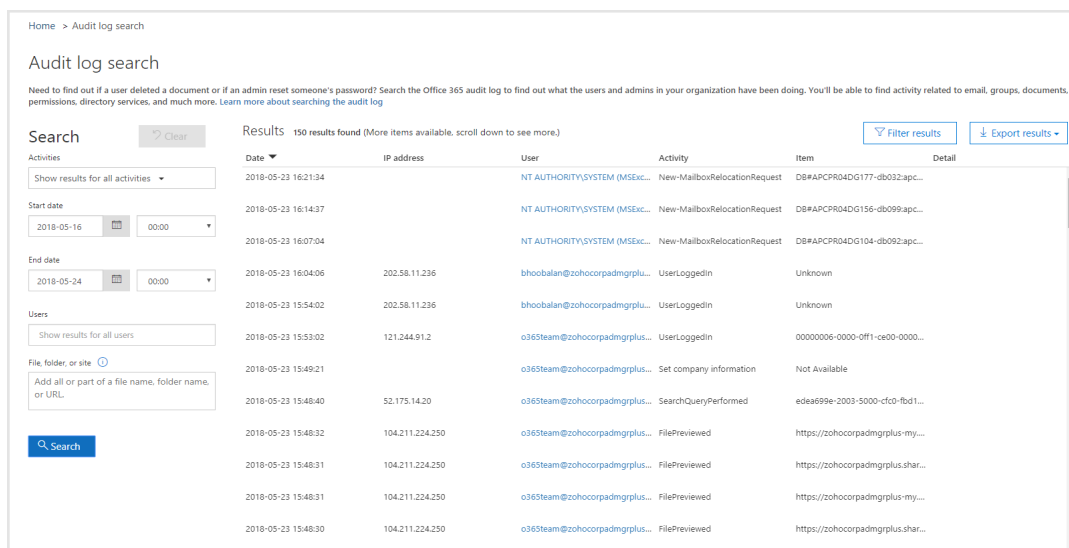 Home > Audit log search
Audit log search
Need to find out if a user deleted a document or if an admin reset someone's password? Search the Office 365 audit log to find out what the users and admins in your organization have been doing. You'll be able to find activity related to email, groups, documents,
permissions, directory services, and much more. Learn more about searching the audit log
Search Clear
Activities
Show results for all activities
Start date
2018-05-16 00:00
End date
2018-05-24 00:00
Users
Show results for all users
File, folder, or site
Add all or part of a file name, folder name,
or URL.
Search
Results 150 results found (More items available, scroll down to see more.) Filter results Export results
Date IP address User Activity Item Detail
2018-05-23 16:21:34 NT AUTHORITY\SYSTEM (MSExc... New-MailboxRelocationRequest DB#APCPR04DG177-db032:apc...
2018-05-23 16:14:37 NT AUTHORITY\SYSTEM (MSExc... New-MailboxRelocationRequest DB#APCPR04DG156-db099:apc...
2018-05-23 16:07:04 NT AUTHORITY\SYSTEM (MSExc... New-MailboxRelocationRequest DB#APCPR04DG104-db092:apc...
2018-05-23 16:04:06 202.58.11.236 bhoobalan@zohocorpadmgrplu... UserLoggedIn Unknown
2018-05-23 15:54:02 202.58.11.236 bhoobalan@zohocorpadmgrplu... UserLoggedIn Unknown
2018-05-23 15:53:02 121.244.91.2 o365team@zohocorpadmgrplus... UserLoggedIn 00000006-0000-0ff1-ce00-0000...
2018-05-23 15:49:21 o365team@zohocorpadmgrplus... Set company information Not Available
2018-05-23 15:48:40 52.175.14.20 o365team@zohocorpadmgrplus... SearchQueryPerformed edea699e-2003-5000-cfc0-fbd1...
2018-05-23 15:48:32 104.211.224.250 o365team@zohocorpadmgrplus... FilePreviewed https://zohocorpadmgrplus-my....
2018-05-23 15:48:31 104.211.224.250 o365team@zohocorpadmgrplus... FilePreviewed https://zohocorpadmgrplus.shar...
2018-05-23 15:48:31 104.211.224.250 o365team@zohocorpadmgrplus... FilePreviewed https://zohocorpadmgrplus-my....
2018-05-23 15:48:30 104.211.224.250 o365team@zohocorpadmgrplus... FilePreviewed https://zohocorpadmgrplus.shar...